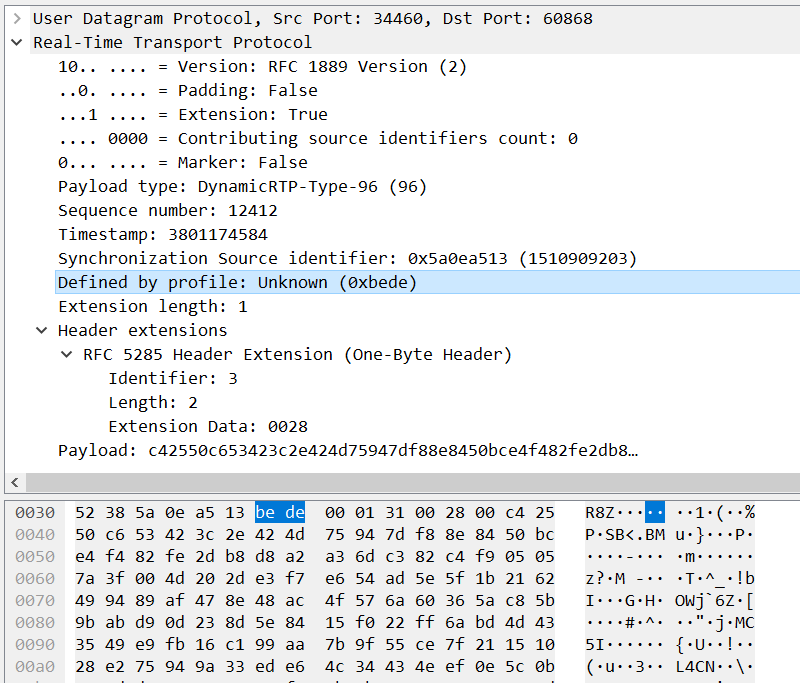 User Datagram Protocol, Src Port: 34460, Dst Port: 60868
Real-Time Transport Protocol
10.. .... = Version: RFC 1889 Version (2)
..0. .... = Padding: False
...1 .... = Extension: True
.... 0000 = Contributing source identifiers count: 0
0... .... = Marker: False
Payload type: DynamicRTP-Type-96 (96)
Sequence number: 12412
Timestamp: 3801174584
Synchronization Source identifier: 0x5a0ea513 (1510909203)
Defined by profile: Unknown (0xbede)
Extension length: 1
Header extensions
RFC 5285 Header Extension (One-Byte Header)
Identifier: 3
Length: 2
Extension Data: 0028
Payload: c42550c653423c2e424d75947df88e8450bce4f482fe2db8…
0030 52 38 5a 0e a5 13 be de 00 01 31 00 28 00 c4 25 R8Z····· ··1·(··%
0040 50 c6 53 42 3c 2e 42 4d 75 94 7d f8 8e 84 50 bc P·SB<.BM u·}···P·
0050 e4 f4 82 fe 2d b8 d8 a2 a3 6d c3 82 c4 f9 05 05 ····-··· ·m······
0060 7a 3f 00 4d 20 2d e3 f7 e6 54 ad 5e 5f 1b 21 62 z?·M -·· ·T·^_·!b
0070 49 94 89 af 47 8e 48 ac 4f 57 6a 60 36 5a c8 5b I···G·H· OWj`6Z·[
0080 9b ab d9 0d 23 8d 5e 84 15 f0 22 ff 6a bd 4d 43 ····#·^· ··"·j·MC
0090 35 49 e9 fb 16 c1 99 aa 7b 9f 55 ce 7f 21 15 10 5I······ {·U··!··
00a0 28 e2 75 94 9a 33 ed e6 4c 34 43 4e ef 0e 5c 0b (·u··3·· L4CN··\·